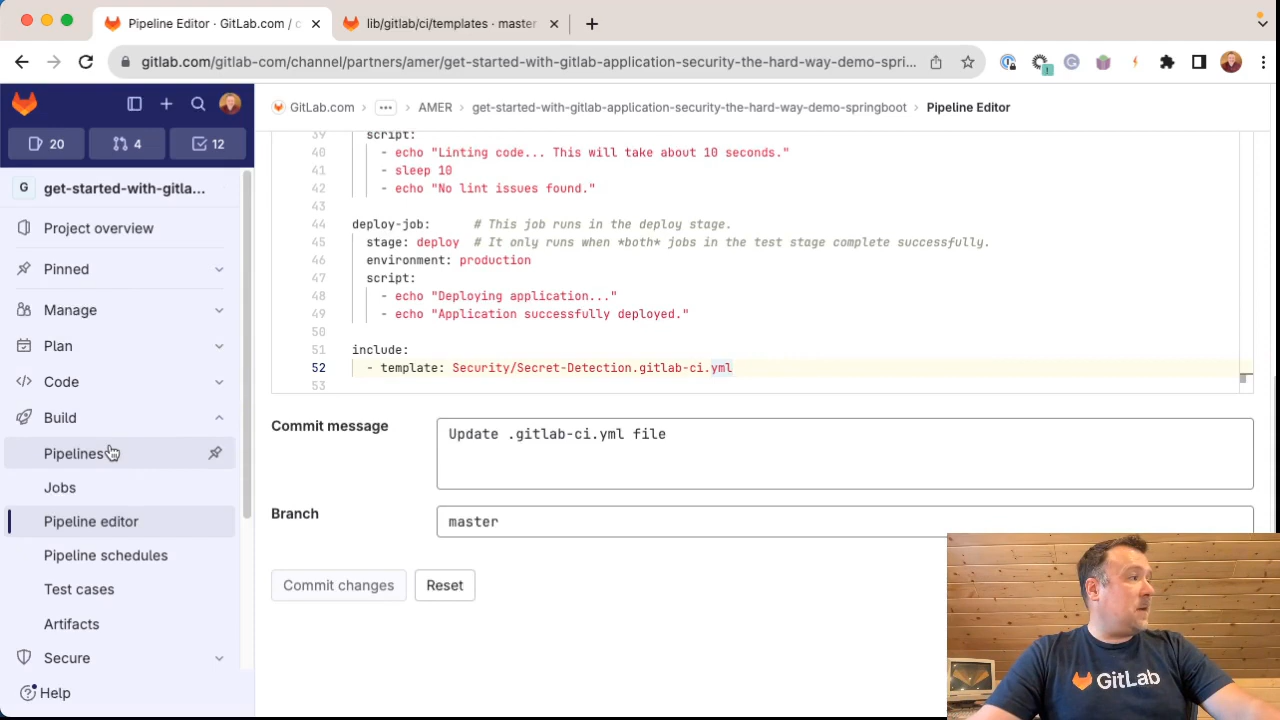 Pipeline Editor · GitLab.com / c
lib/gitlab/ci/templates · master
gitlab.com/gitlab-com/channel/partners/amer/get-started-with-gitlab-application-security-the-hard-way-demo-spri...
20
4
12
GitLab.com
AMER
get-started-with-gitlab-application-security-the-hard-way-demo-springboot
Pipeline Editor
G
get-started-with-gitla...
Project overview
Pinned
Manage
Plan
Code
Build
Pipelines
Jobs
Pipeline editor
Pipeline schedules
Test cases
Artifacts
Secure
Help
39 script:
40 - echo "Linting code... This will take about 10 seconds."
41 - sleep 10
42 - echo "No lint issues found."
43
44 deploy-job: # This job runs in the deploy stage.
45 stage: deploy # It only runs when *both* jobs in the test stage complete successfully.
46 environment: production
47 script:
48 - echo "Deploying application..."
49 - echo "Application successfully deployed."
50
51 include:
52 - template: Security/Secret-Detection.gitlab-ci.yml
53
Commit message
Update .gitlab-ci.yml file
Branch
master
Commit changes
Reset
GitLab